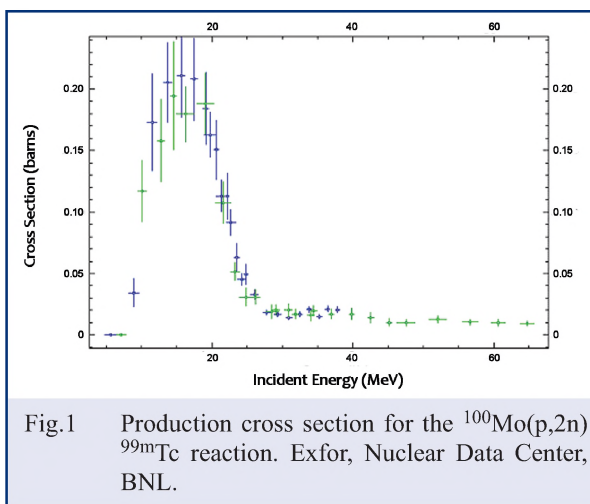 20 40 60
0.20 0.20
0.15 0.15
0.10 0.10
0.05 0.05
0 0
20 40 60
Cross Section (barns)
Incident Energy (MeV)
Fig.1 Production cross section for the ¹⁰⁰Mo(p,2n)
⁹⁹ᵐTc reaction. Exfor, Nuclear Data Center,
BNL.